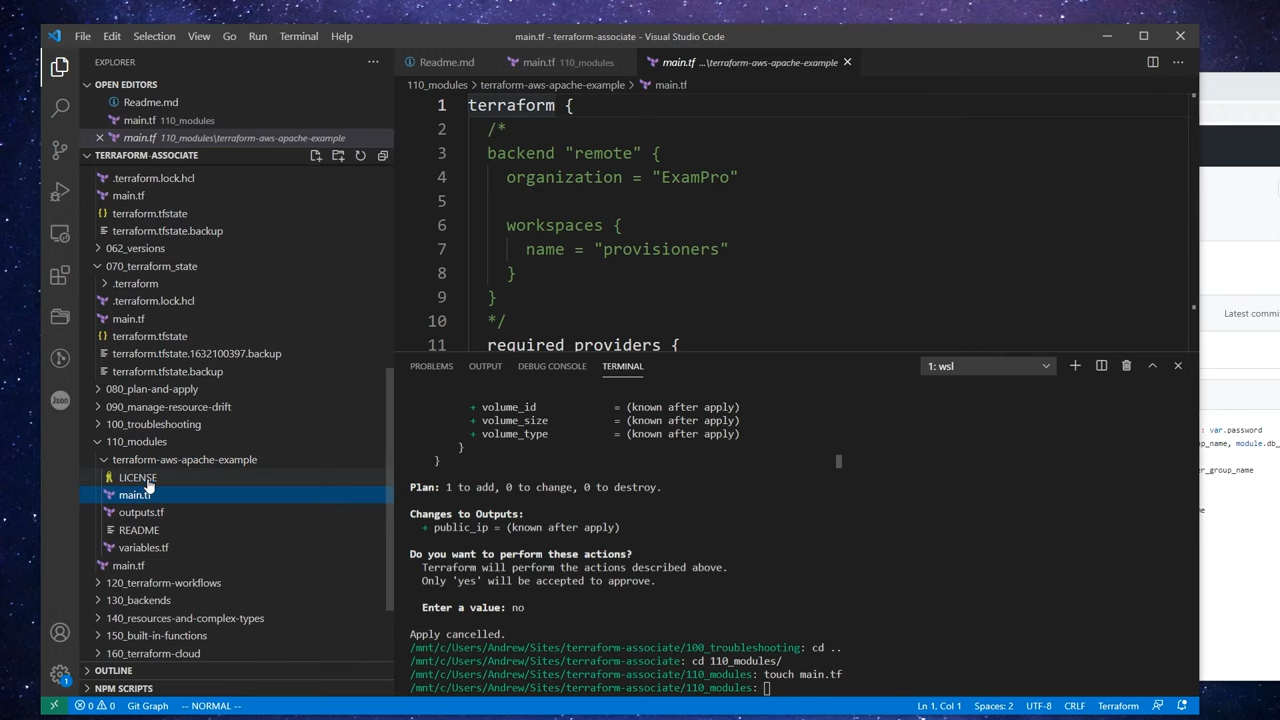 File Edit Selection View Go Run Terminal Help
main.tf - terraform-associate - Visual Studio Code
EXPLORER
OPEN EDITORS
Readme.md
main.tf 110_modules
main.tf 110_modules\terraform-aws-apache-example
TERRAFORM-ASSOCIATE
.terraform.lock.hcl
main.tf
terraform.tfstate
terraform.tfstate.backup
062_versions
070_terraform_state
.terraform
.terraform.lock.hcl
main.tf
terraform.tfstate
terraform.tfstate.1632100397.backup
terraform.tfstate.backup
080_plan-and-apply
090_manage-resource-drift
100_troubleshooting
110_modules
terraform-aws-apache-example
LICENSE
main.tf
outputs.tf
README
variables.tf
main.tf
120_terraform-workflows
130_backends
140_resources-and-complex-types
150_built-in-functions
160_terraform-cloud
OUTLINE
NPM SCRIPTS
Json
Readme.md
main.tf 110_modules
main.tf ...\terraform-aws-apache-example
110_modules > terraform-aws-apache-example > main.tf
1 terraform {
2 /*
3 backend "remote" {
4 organization = "ExamPro"
5
6 workspaces {
7 name = "provisioners"
8 }
9 }
10 */
11 required_providers {
PROBLEMS OUTPUT DEBUG CONSOLE TERMINAL
1: wsl
+ volume_id = (known after apply)
+ volume_size = (known after apply)
+ volume_type = (known after apply)
}
}
Plan: 1 to add, 0 to change, 0 to destroy.
Changes to Outputs:
+ public_ip = (known after apply)
Do you want to perform these actions?
Terraform will perform the actions described above.
Only 'yes' will be accepted to approve.
Enter a value: no
Apply cancelled.
/mnt/c/Users/Andrew/Sites/terraform-associate/100_troubleshooting: cd ..
/mnt/c/Users/Andrew/Sites/terraform-associate: cd 110_modules/
/mnt/c/Users/Andrew/Sites/terraform-associate/110_modules: touch main.tf
/mnt/c/Users/Andrew/Sites/terraform-associate/110_modules:
1
0 0 Git Graph -- NORMAL --
Ln 1, Col 1 Spaces: 2 UTF-8 CRLF Terraform
Latest commi
: var.password
p_name, module.db_
er_group_name